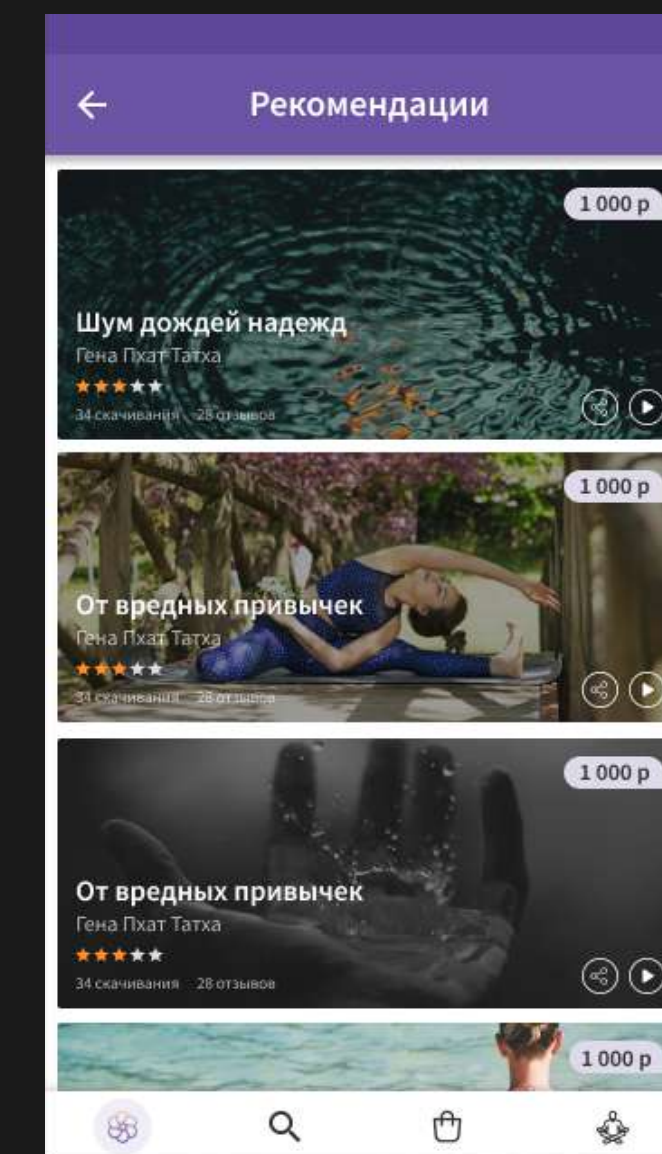 Рекомендации
1 000 р
Шум дождей надежд
Гена Пхат Татха
34 скачивания 28 отзывов
1 000 р
От вредных привычек
Гена Пхат Татха
34 скачивания 28 отзывов
1 000 р
От вредных привычек
Гена Пхат Татха
34 скачивания 28 отзывов
1 000 р